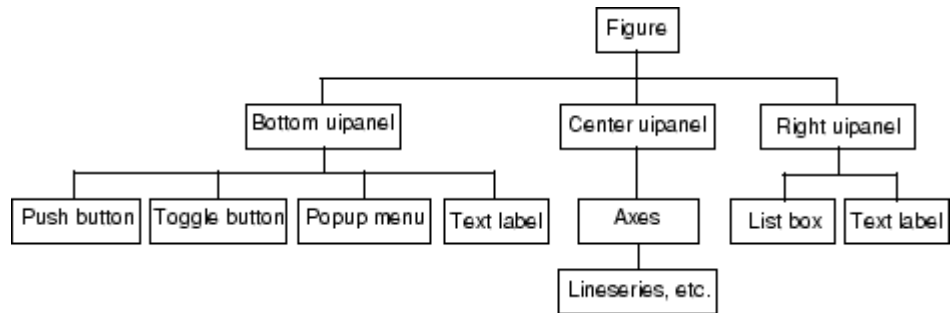 Figure
Bottom uipanel
Center uipanel
Right uipanel
Push button
Toggle button
Popup menu
Text label
Axes
List box
Text label
Lineseries, etc.